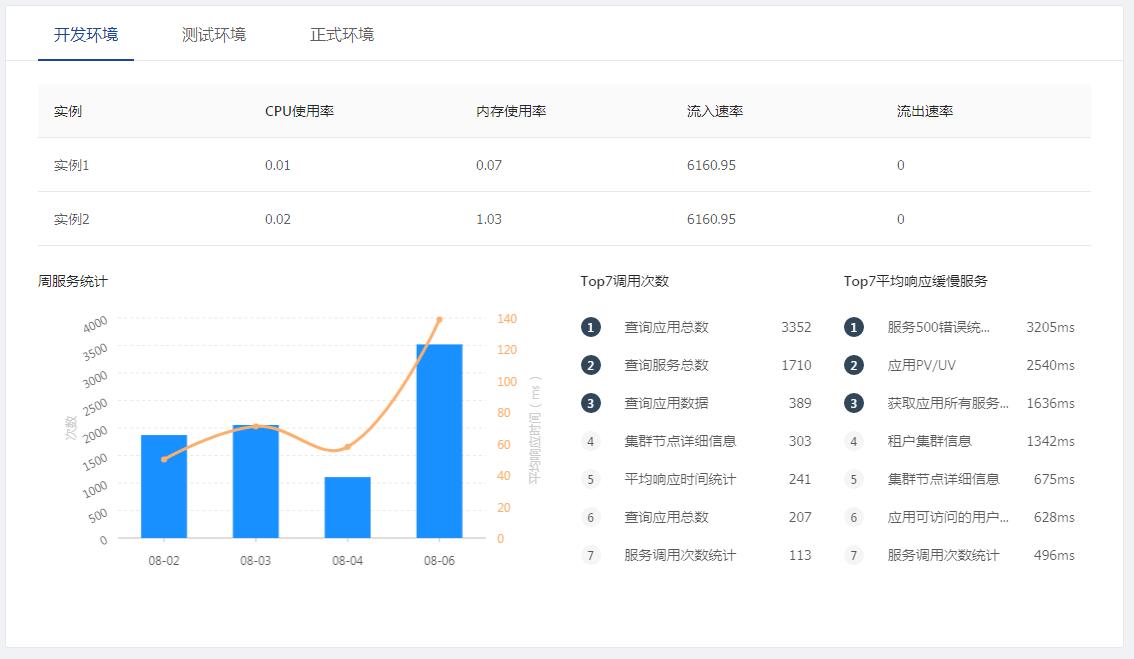 开发环境 测试环境 正式环境
实例 CPU使用率 内存使用率 流入速率 流出速率
实例1 0.01 0.07 6160.95 0
实例2 0.02 1.03 6160.95 0
周服务统计
次数
4000
3500
3000
2500
2000
1500
1000
500
0
140
120
100
80
60
40
20
0
平均响应时间（ms）
08-02 08-03 08-04 08-06
Top7调用次数
1 查询应用总数 3352
2 查询服务总数 1710
3 查询应用数据 389
4 集群节点详细信息 303
5 平均响应时间统计 241
6 查询应用总数 207
7 服务调用次数统计 113
Top7平均响应缓慢服务
1 服务500错误统... 3205ms
2 应用PV/UV 2540ms
3 获取应用所有服务... 1636ms
4 租户集群信息 1342ms
5 集群节点详细信息 675ms
6 应用可访问的用户... 628ms
7 服务调用次数统计 496ms